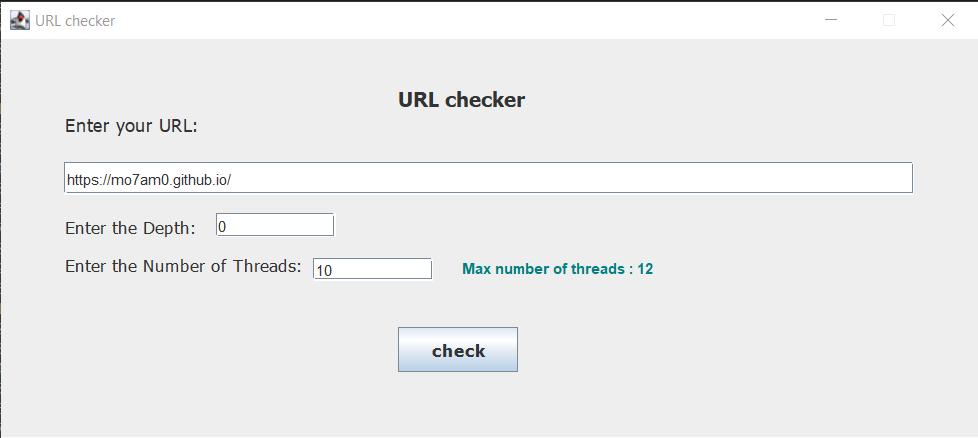 URL checker
URL checker
Enter your URL:
https://mo7am0.github.io/
Enter the Depth: 0
Enter the Number of Threads: 10 Max number of threads : 12
check